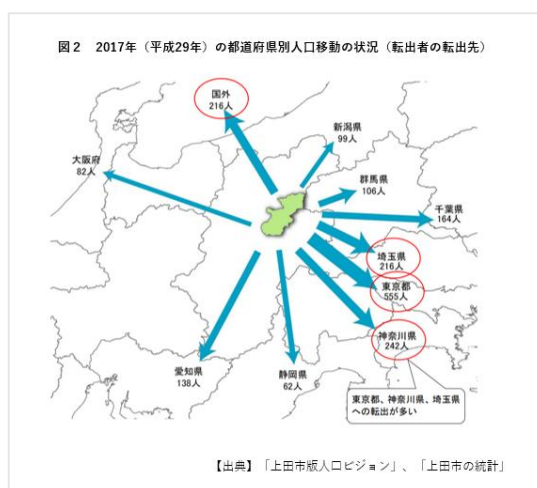 図2 2017年（平成29年）の都道府県別人口移動の状況（転出者の転出先）
国外
216人
新潟県
99人
大阪府
82人
群馬県
106人
千葉県
164人
埼玉県
216人
東京都
555人
神奈川県
242人
愛知県
138人
静岡県
62人
東京都、神奈川県、埼玉県
への転出が多い
【出典】「上田市版人口ビジョン」、「上田市の統計」